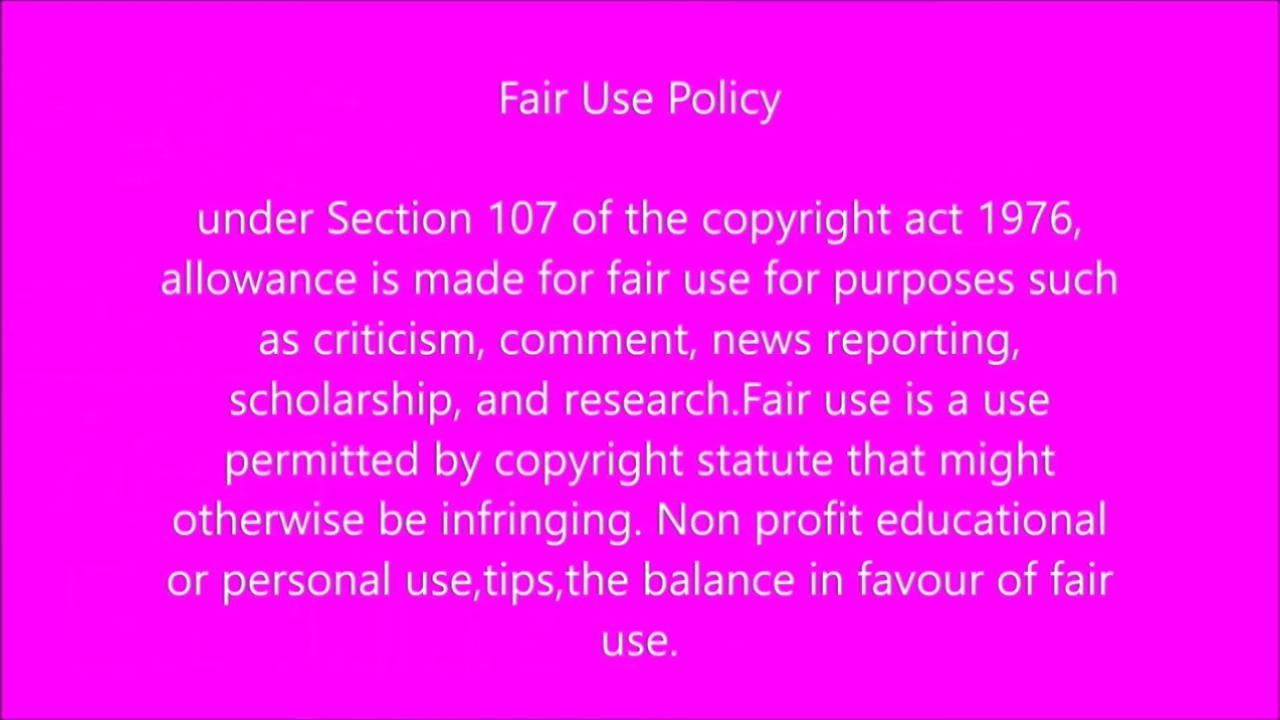 Fair Use Policy
under Section 107 of the copyright act 1976,
allowance is made for fair use for purposes such
as criticism, comment, news reporting,
scholarship, and research.Fair use is a use
permitted by copyright statute that might
otherwise be infringing. Non profit educational
or personal use,tips,the balance in favour of fair
use.